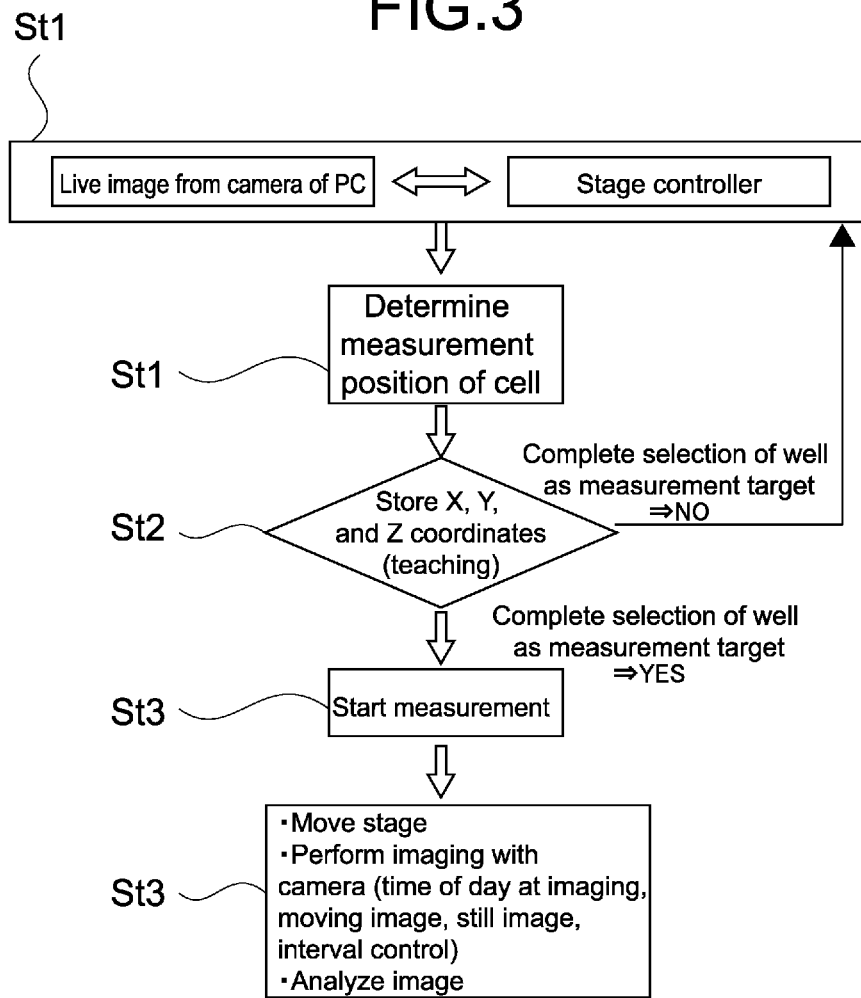 FIG.3
St1
Live image from camera of PC
Stage controller
Determine
measurement
position of cell
St1
Complete selection of well
as measurement target
⇒NO
Store X, Y,
and Z coordinates
(teaching)
St2
Complete selection of well
as measurement target
⇒YES
Start measurement
St3
・Move stage
・Perform imaging with
camera (time of day at imaging,
moving image, still image,
interval control)
・Analyze image
St3